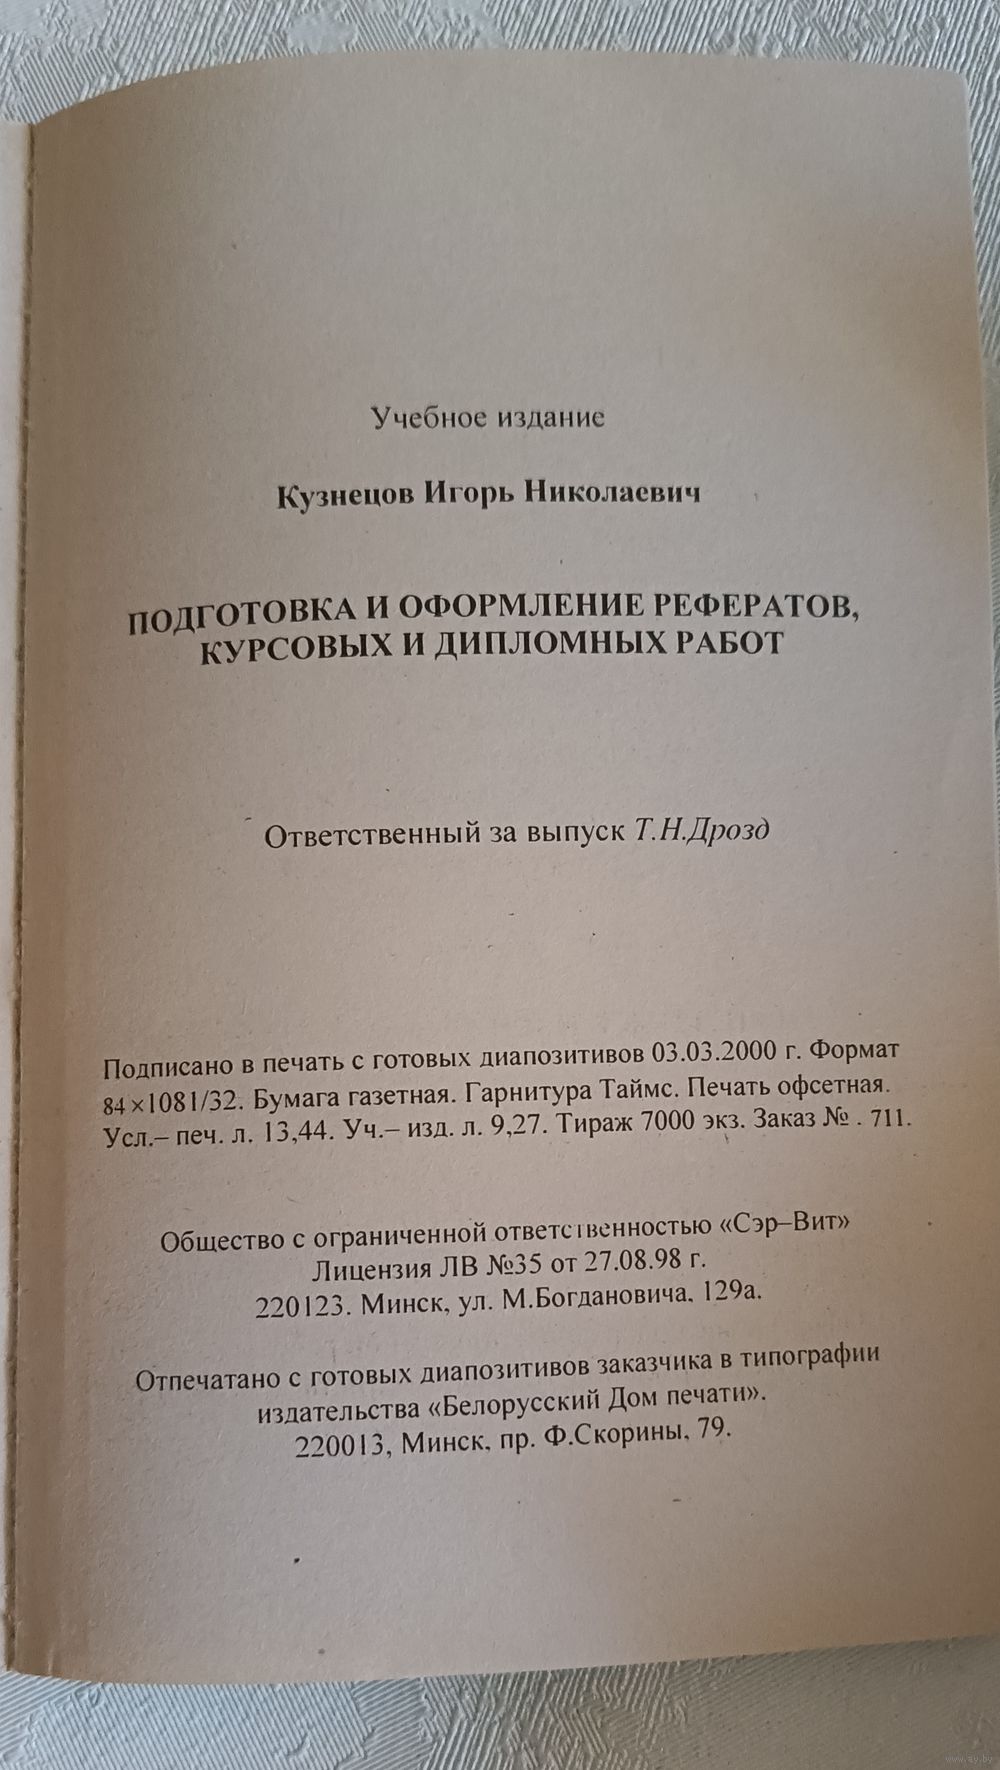 Учебное издание
Кузнецов Игорь Николаевич
ПОДГОТОВКА И ОФОРМЛЕНИЕ РЕФЕРАТОВ,
КУРСОВЫХ И ДИПЛОМНЫХ РАБОТ
Ответственный за выпуск Т.Н.Дрозд
Подписано в печать с готовых диапозитивов 03.03.2000 г. Формат
84×1081/32. Бумага газетная. Гарнитура Таймс. Печать офсетная.
Усл.– печ. л. 13,44. Уч.– изд. л. 9,27. Тираж 7000 экз. Заказ № . 711.
Общество с ограниченной ответственностью «Сэр–Вит»
Лицензия ЛВ №35 от 27.08.98 г.
220123. Минск, ул. М.Богдановича. 129а.
Отпечатано с готовых диапозитивов заказчика в типографии
издательства «Белорусский Дом печати».
220013, Минск, пр. Ф.Скорины, 79.
www.ay.by